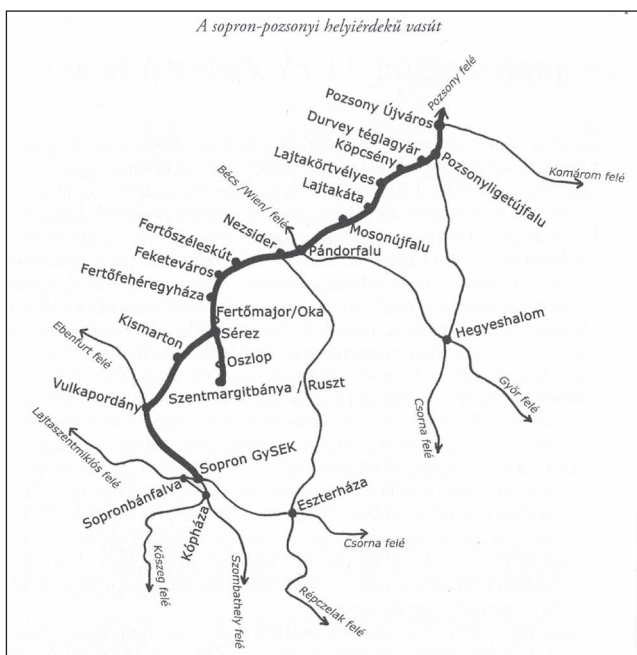 A sopron-pozsonyi helyiérdekű vasút
Pozsony felé
Pozsony Újváros
Durvey téglagyár
Köpcsény
Pozsonyligetújfalu
Komárom felé
Lajtakörtvélyes
Lajtakáta
Bécs /Wien/ felé
Mosonújfalu
Nezsider
Pándorfalu
Fertőszéleskút
Feketeváros
Fertőfehéregyháza
Fertőmajor/Oka
Sérez
Hegyeshalom
Kismarton
Ebenfurt felé
Oszlop
Szentmargitbánya / Ruszt
Győr felé
Vulkapordány
Csorna felé
Lajtaszentmiklós felé
Sopron GySEK
Sopronbánfalva
Eszterháza
Kópháza
Csorna felé
Kőszeg felé
Szombathely felé
Répczelak felé